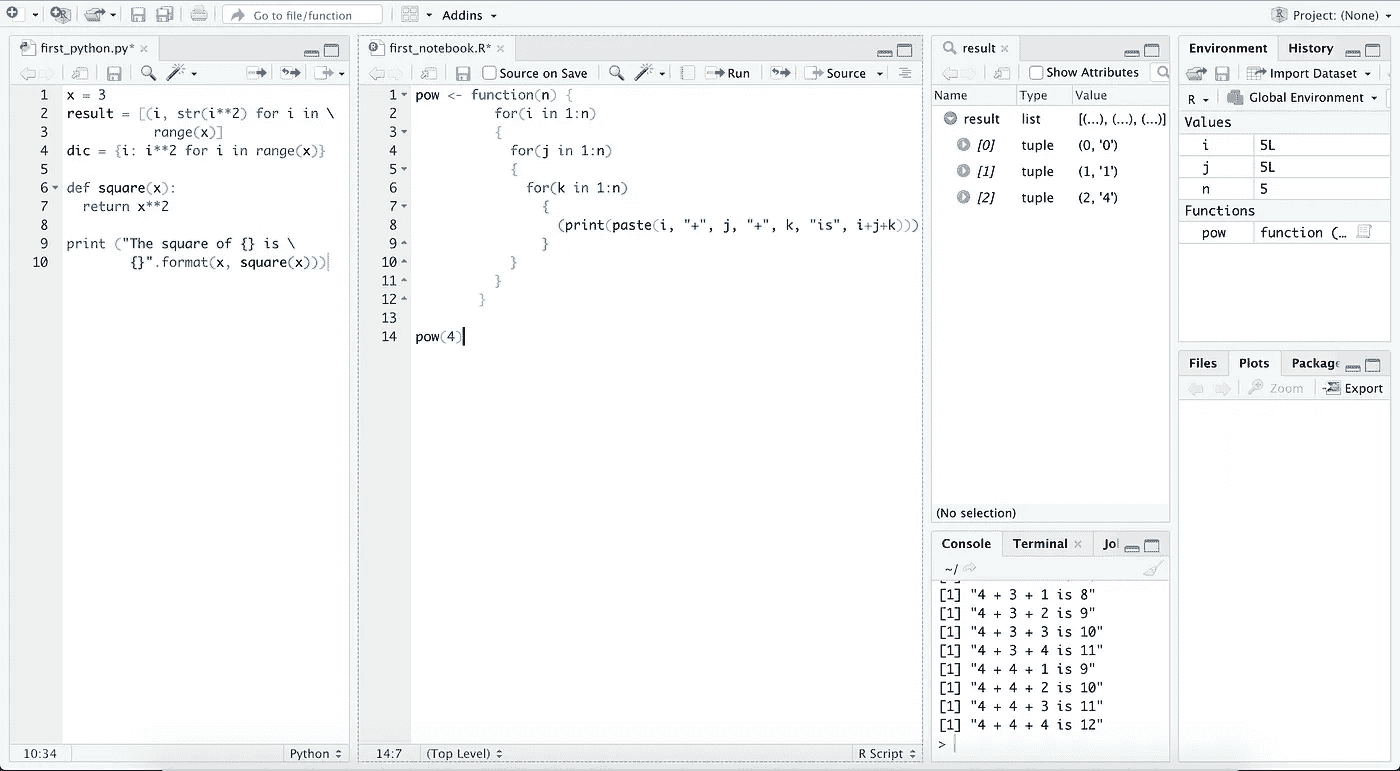 Go to file/function
Addins
Project: (None)
first_python.py*
1 x = 3
2 result = [(i, str(i**2) for i in \
3 range(x)]
4 dic = {i: i**2 for i in range(x)}
5
6 def square(x):
7 return x**2
8
9 print ("The square of {} is \
10 {}".format(x, square(x)))
10:34
Python
first_notebook.R*
Source on Save
Run
Source
1 pow <- function(n) {
2 for(i in 1:n)
3 {
4 for(j in 1:n)
5 {
6 for(k in 1:n)
7 {
8 (print(paste(i, "+", j, "+", k, "is", i+j+k)))
9 }
10 }
11 }
12 }
13
14 pow(4)
14:7
(Top Level)
R Script
result
Show Attributes
Name Type Value
result list [(...), (...), (...)]
[0] tuple (0, '0')
[1] tuple (1, '1')
[2] tuple (2, '4')
(No selection)
Console Terminal Jo
~/
[1] "4 + 3 + 1 is 8"
[1] "4 + 3 + 2 is 9"
[1] "4 + 3 + 3 is 10"
[1] "4 + 3 + 4 is 11"
[1] "4 + 4 + 1 is 9"
[1] "4 + 4 + 2 is 10"
[1] "4 + 4 + 3 is 11"
[1] "4 + 4 + 4 is 12"
>
Environment History
Import Dataset
R Global Environment
Values
i 5L
j 5L
n 5
Functions
pow function (…
Files Plots Package
Zoom Export